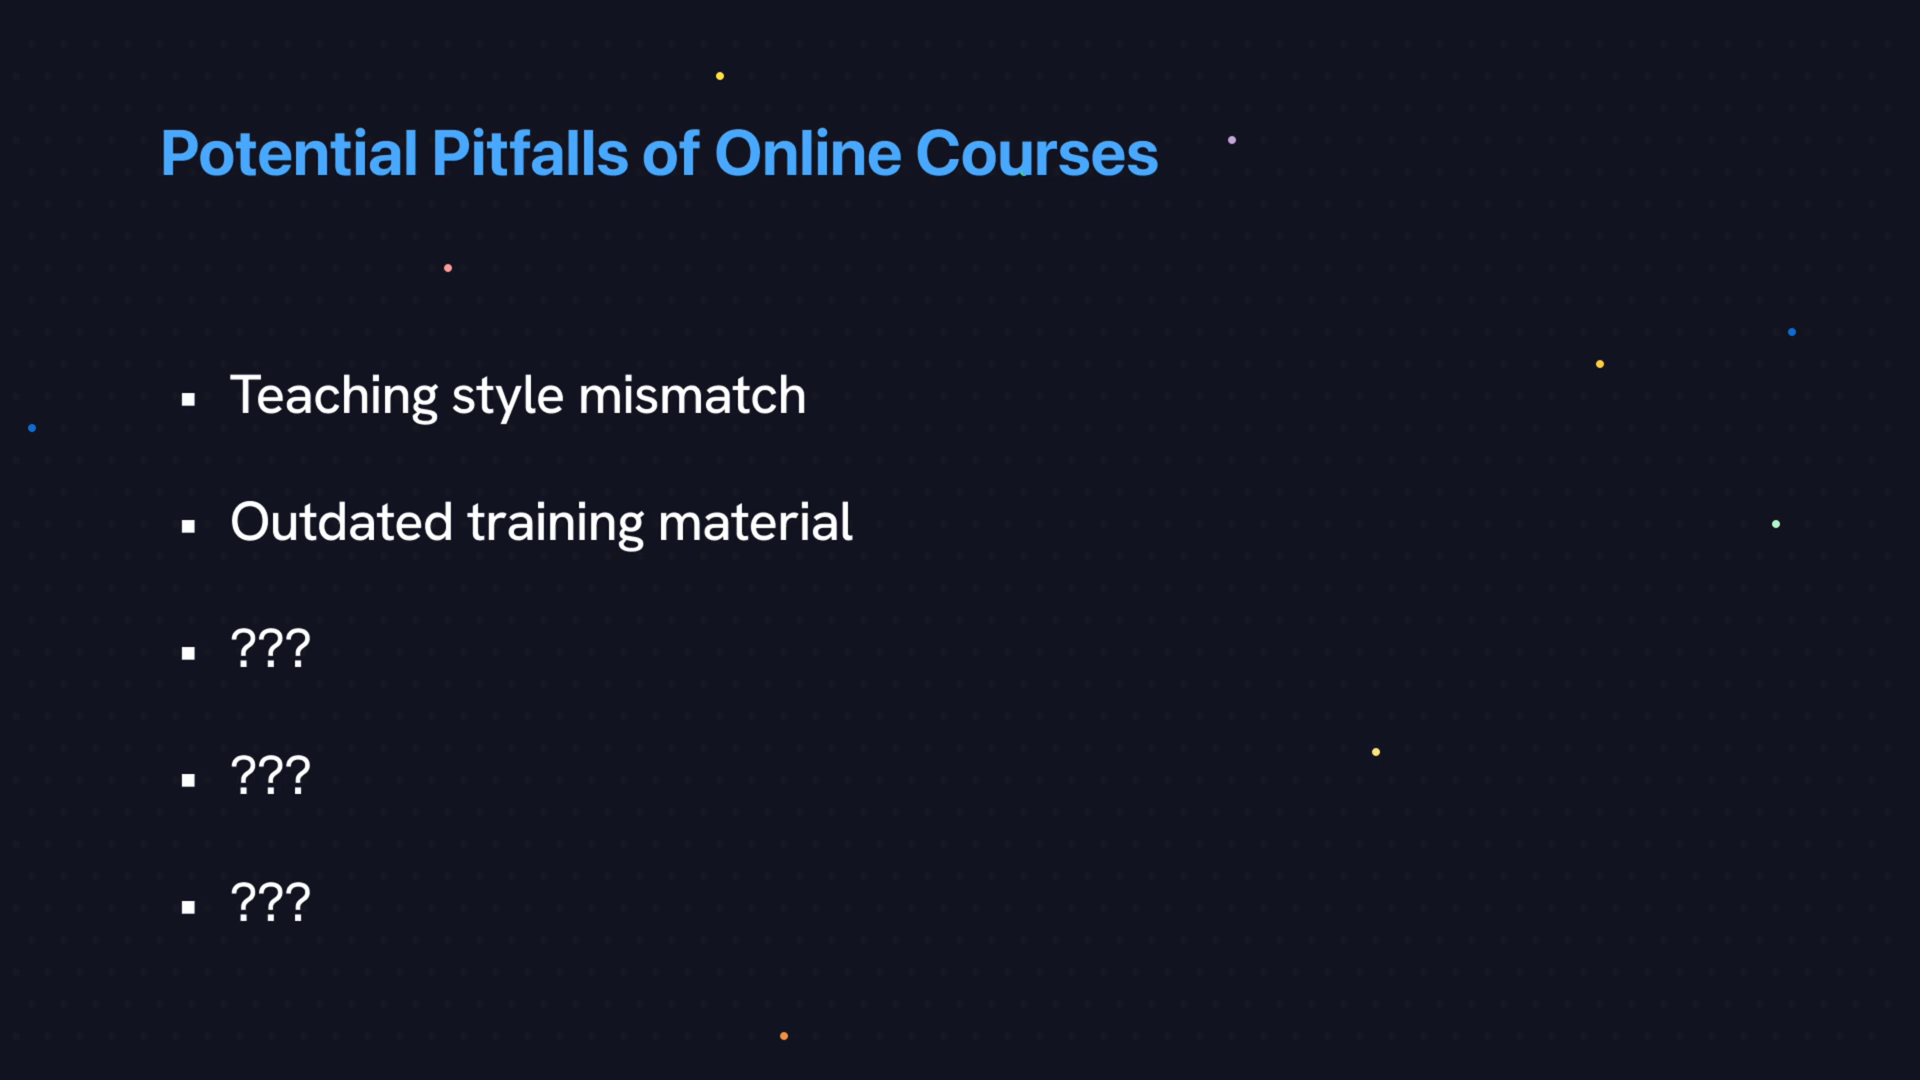 Potential Pitfalls of Online Courses
▪ Teaching style mismatch
▪ Outdated training material
▪ ???
▪ ???
▪ ???